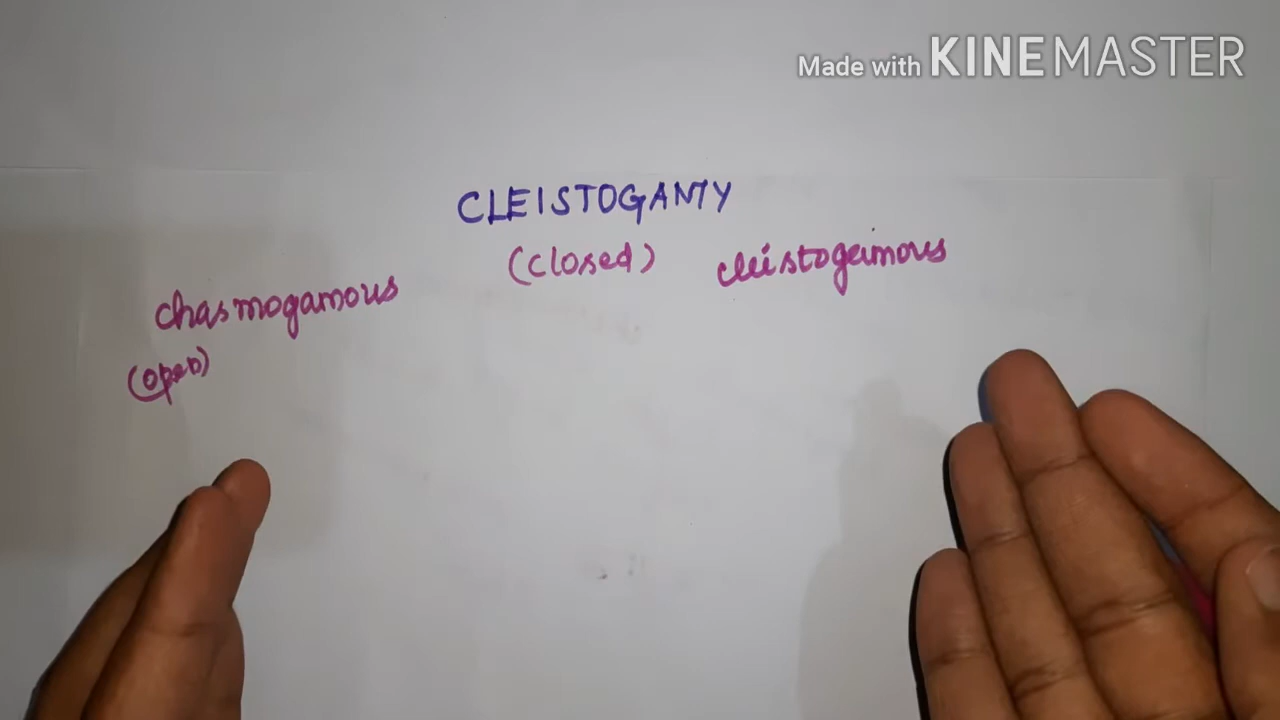 Made with KINEMASTER
CLEISTOGAMY
(closed) cleistogamous
chasmogamous
(open)